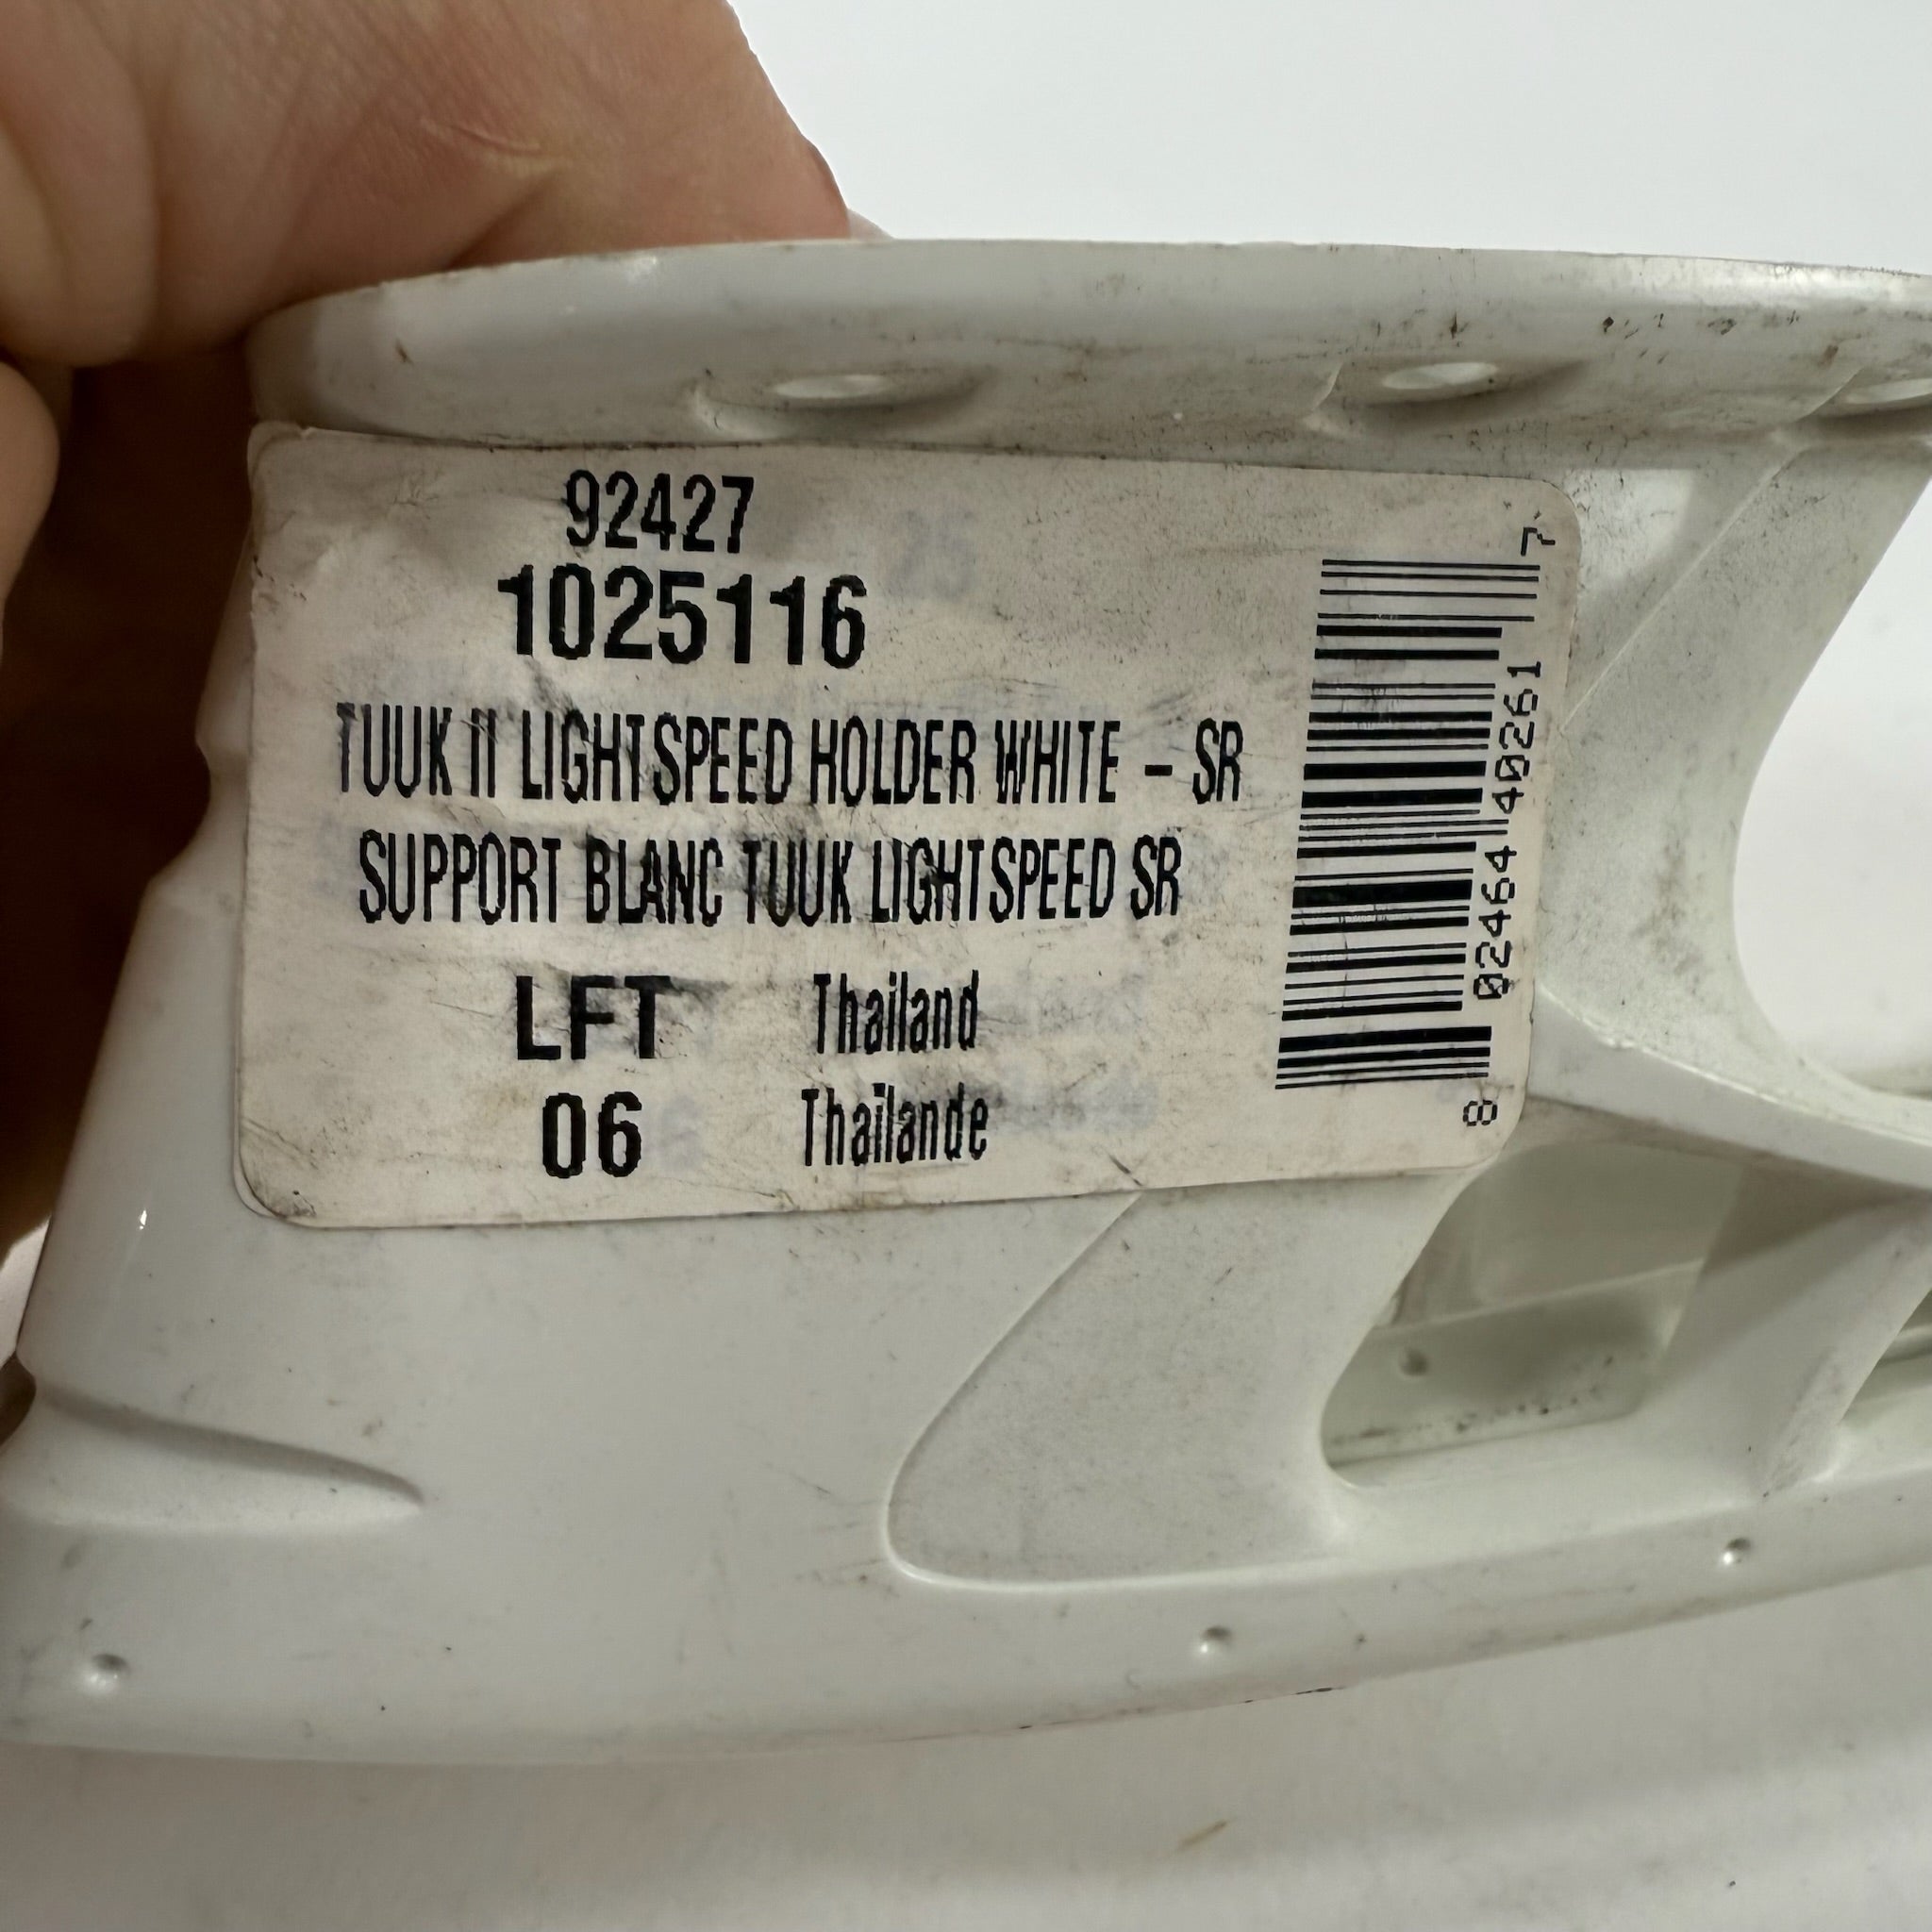 92427
1025116
TUUK II LIGHTSPEED HOLDER WHITE - SR
SUPPORT BLANC TUUK LIGHTSPEED SR
LFT Thailand
06 Thaïlande
8 02464 40261 7